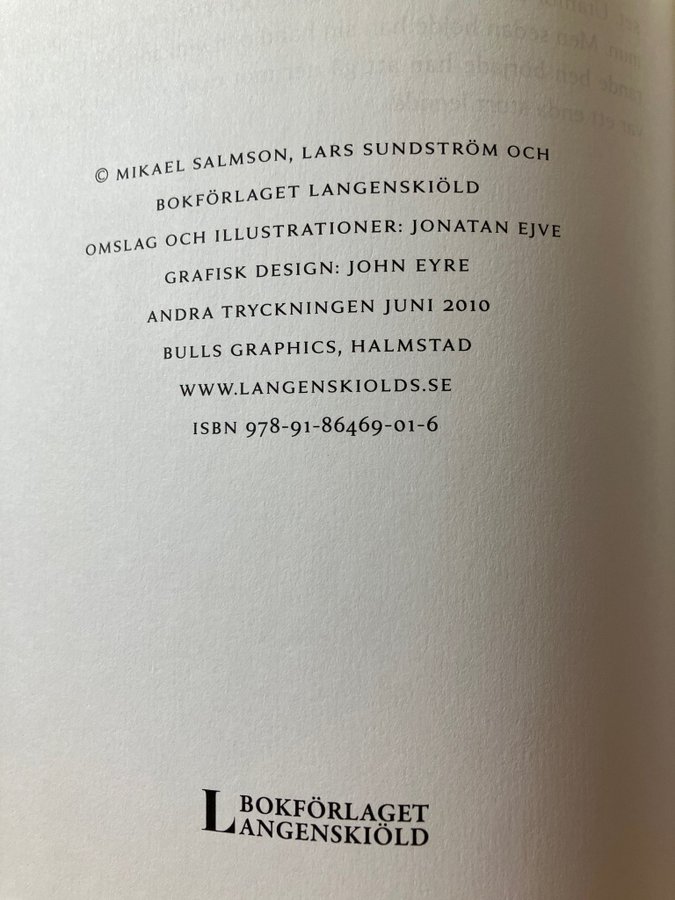 © MIKAEL SALMSON, LARS SUNDSTRÖM OCH
BOKFÖRLAGET LANGENSKIÖLD
OMSLAG OCH ILLUSTRATIONER: JONATAN EJVE
GRAFISK DESIGN: JOHN EYRE
ANDRA TRYCKNINGEN JUNI 2010
BULLS GRAPHICS, HALMSTAD
WWW.LANGENSKIOLDS.SE
ISBN 978-91-86469-01-6
BOKFÖRLAGET
LANGENSKIÖLD